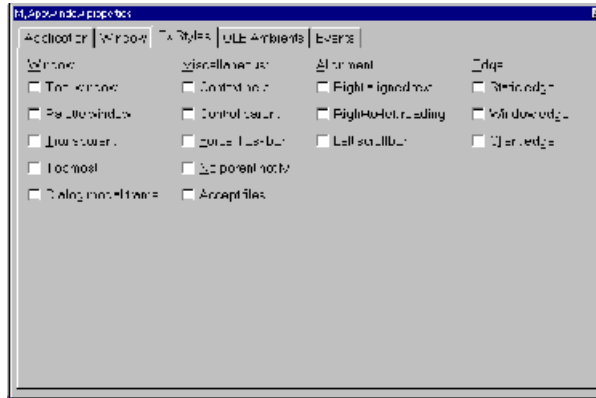 MyAppWindow properties
Application Window Ex Styles OLE Ambients Events
Window Miscellaneous Alignment Edge
Tool window Context help Right aligned text Static edge
Palette window Control parent Right-to-left reading Window edge
Transparent Force taskbar Left scrollbar Client edge
Topmost No parent notify
Dialog modal frame Accept files